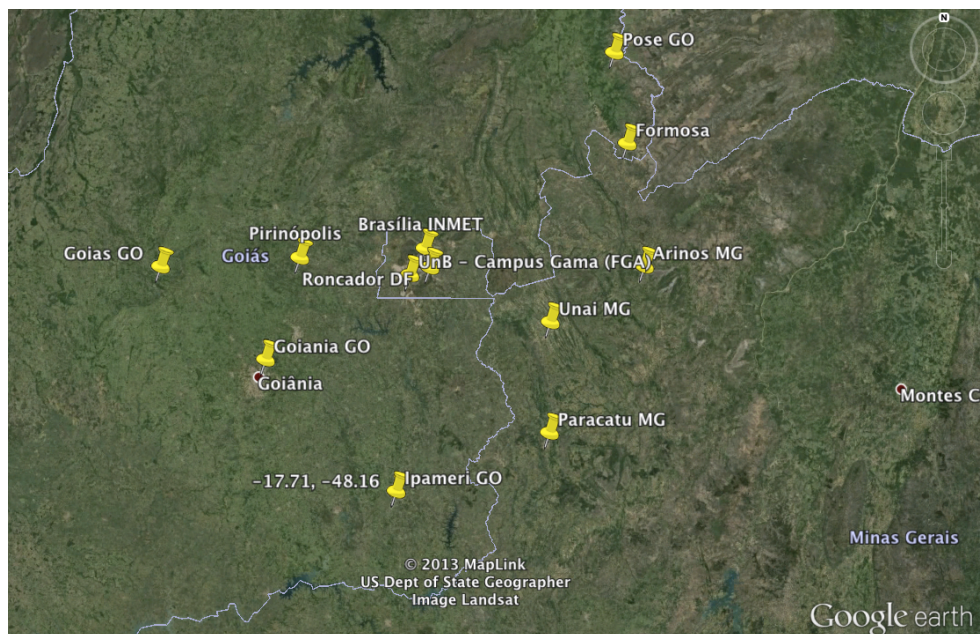 N
Pose GO
Formosa
Brasília INMET
Pirinópolis
Goias GO
Goiás
UnB – Campus Gama (FGA)
Arinos MG
Roncador DF
Unai MG
Goiania GO
Goiânia
Montes C
Paracatu MG
-17.71, -48.16
Ipameri GO
Minas Gerais
© 2013 MapLink
US Dept of State Geographer
Image Landsat
Google earth